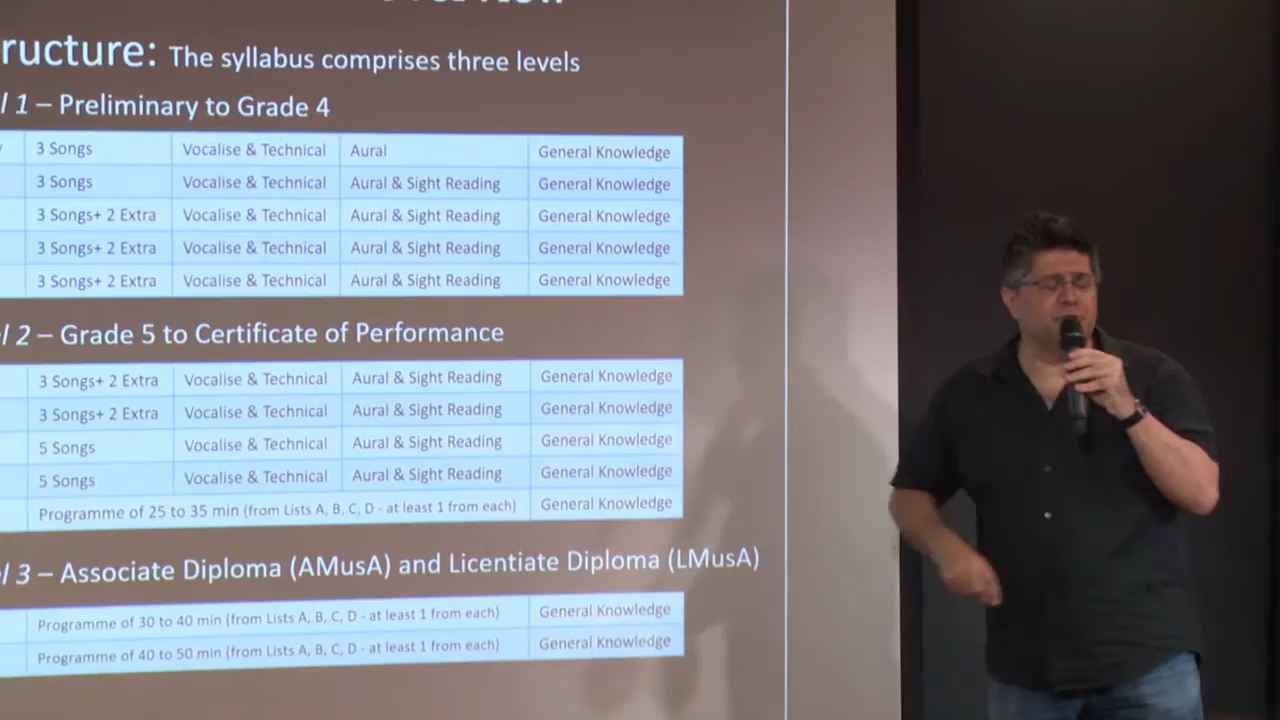 ructure: The syllabus comprises three levels
l 1 – Preliminary to Grade 4
3 Songs Vocalise & Technical Aural General Knowledge
3 Songs Vocalise & Technical Aural & Sight Reading General Knowledge
3 Songs+ 2 Extra Vocalise & Technical Aural & Sight Reading General Knowledge
3 Songs+ 2 Extra Vocalise & Technical Aural & Sight Reading General Knowledge
3 Songs+ 2 Extra Vocalise & Technical Aural & Sight Reading General Knowledge
l 2 – Grade 5 to Certificate of Performance
3 Songs+ 2 Extra Vocalise & Technical Aural & Sight Reading General Knowledge
3 Songs+ 2 Extra Vocalise & Technical Aural & Sight Reading General Knowledge
5 Songs Vocalise & Technical Aural & Sight Reading General Knowledge
5 Songs Vocalise & Technical Aural & Sight Reading General Knowledge
Programme of 25 to 35 min (from Lists A, B, C, D - at least 1 from each) General Knowledge
l 3 – Associate Diploma (AMusA) and Licentiate Diploma (LMusA)
Programme of 30 to 40 min (from Lists A, B, C, D - at least 1 from each) General Knowledge
Programme of 40 to 50 min (from Lists A, B, C, D - at least 1 from each) General Knowledge